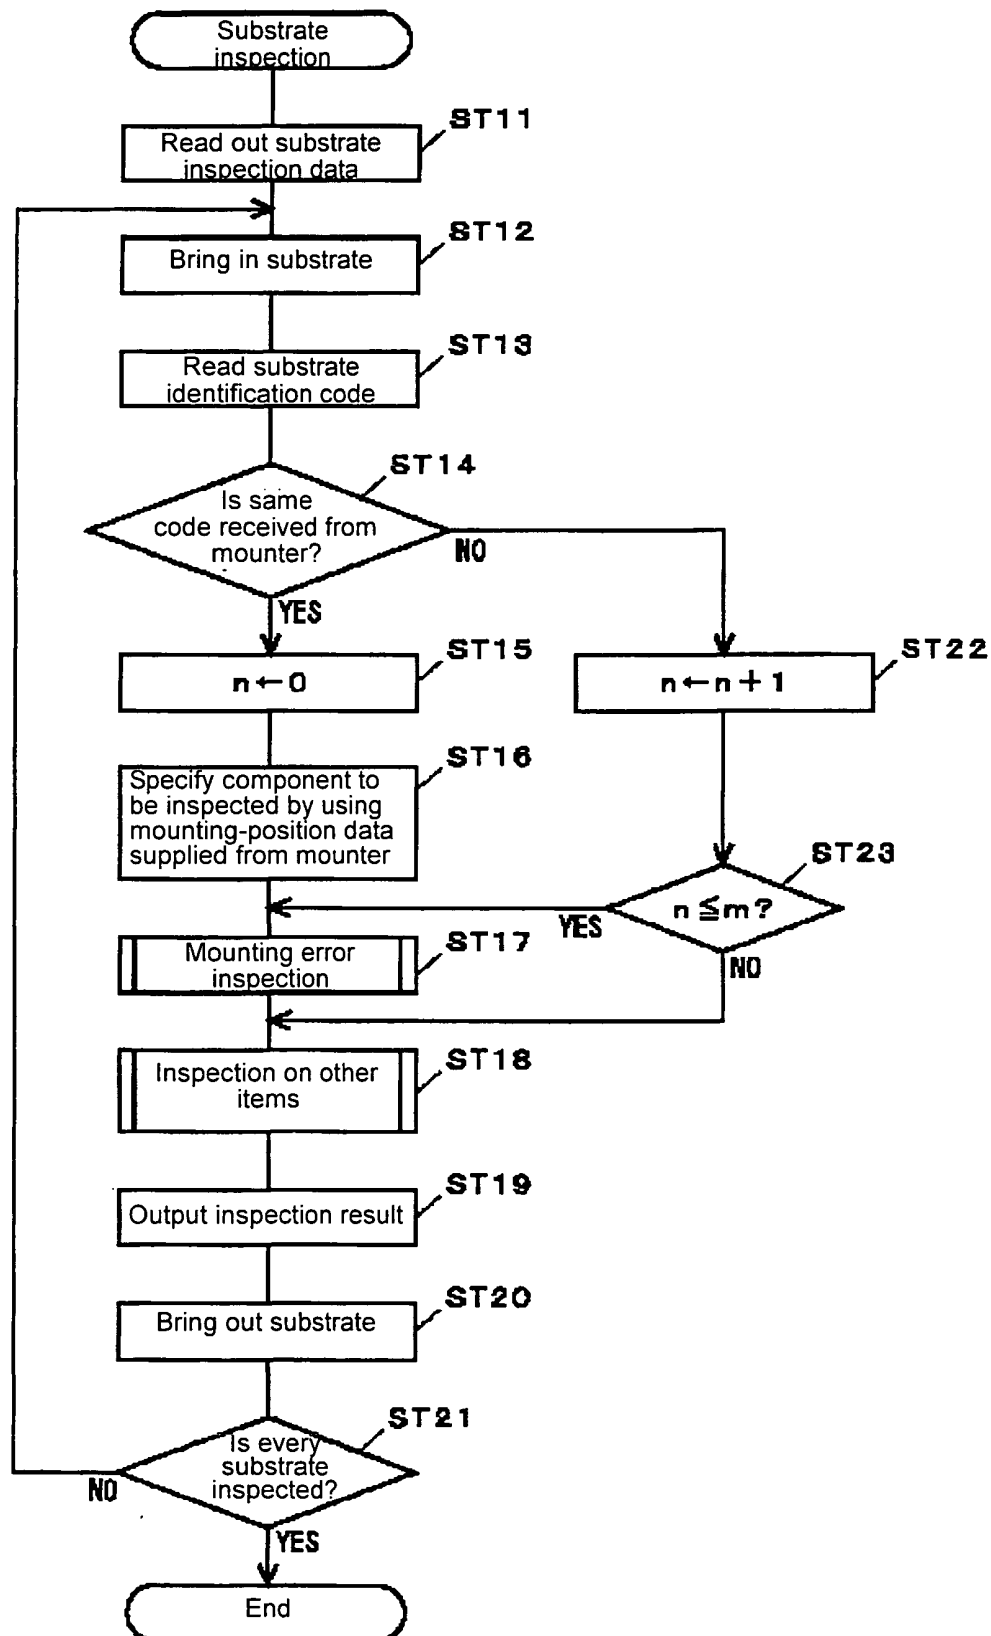 Substrate
inspection
ST11
Read out substrate
inspection data
ST12
Bring in substrate
ST13
Read substrate
identification code
ST14
Is same
code received from
mounter?
NO
YES
ST15
n←0
ST22
n←n+1
ST16
Specify component to
be inspected by using
mounting-position data
supplied from mounter
ST23
n≦m?
YES
NO
ST17
Mounting error
inspection
ST18
Inspection on other
items
ST19
Output inspection result
ST20
Bring out substrate
ST21
Is every
substrate
inspected?
NO
YES
End